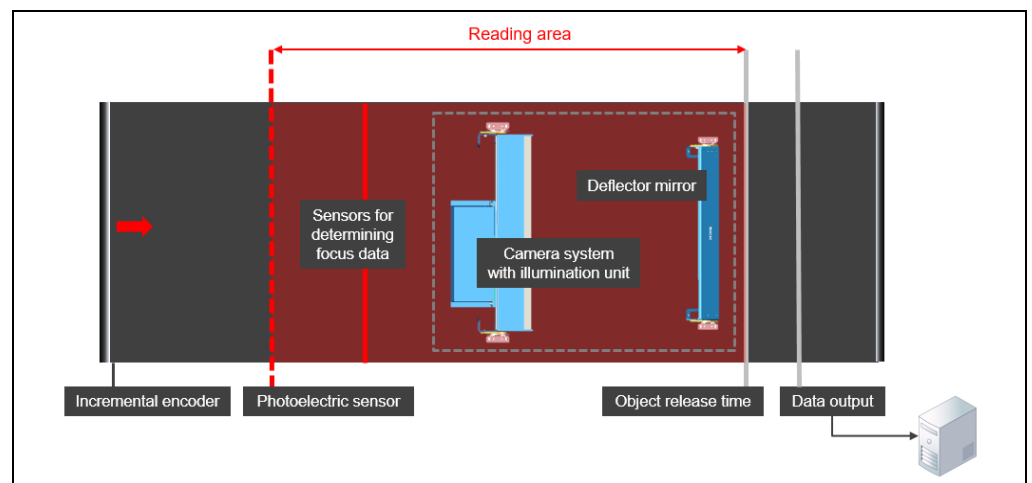 Reading area
Deflector mirror
Sensors for
determining
focus data
Camera system
with illumination unit
Incremental encoder
Photoelectric sensor
Object release time
Data output